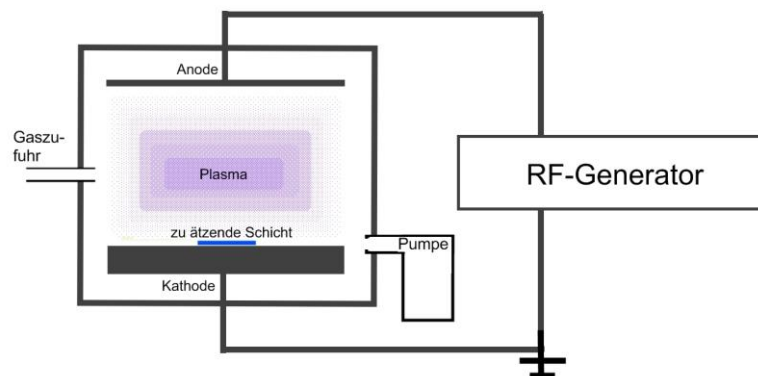 Anode
Gaszu-
fuhr
Plasma
RF-Generator
zu ätzende Schicht
Pumpe
Kathode